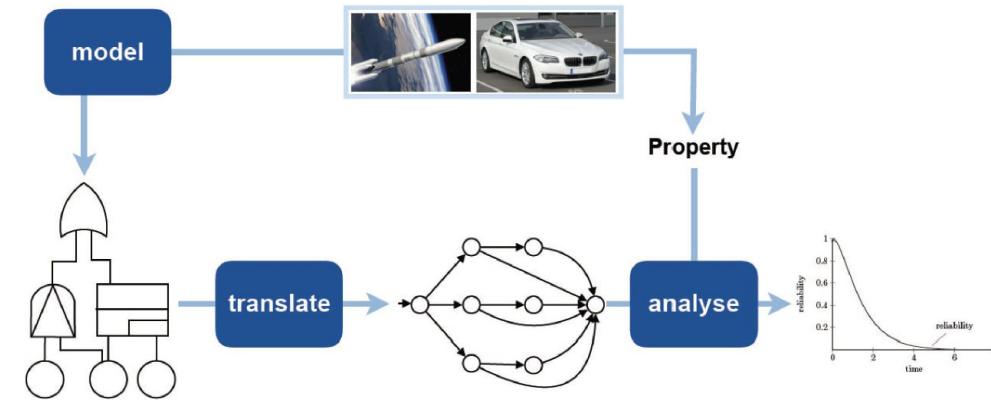 model
Property
translate
analyse
reliability
1
0.8
0.6
0.4
0.2
reliability
0
2
4
6
time